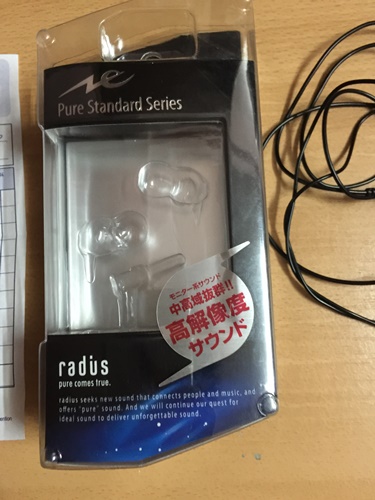 Ne
Pure Standard Series
モニター系サウンド
中高域抜群!!
高解像度
サウンド
radius
pure comes true.
radius seeks new sound that connects people and music, and
offers "pure" sound. And we will continue our quest for
ideal sound to deliver unforgettable sound.